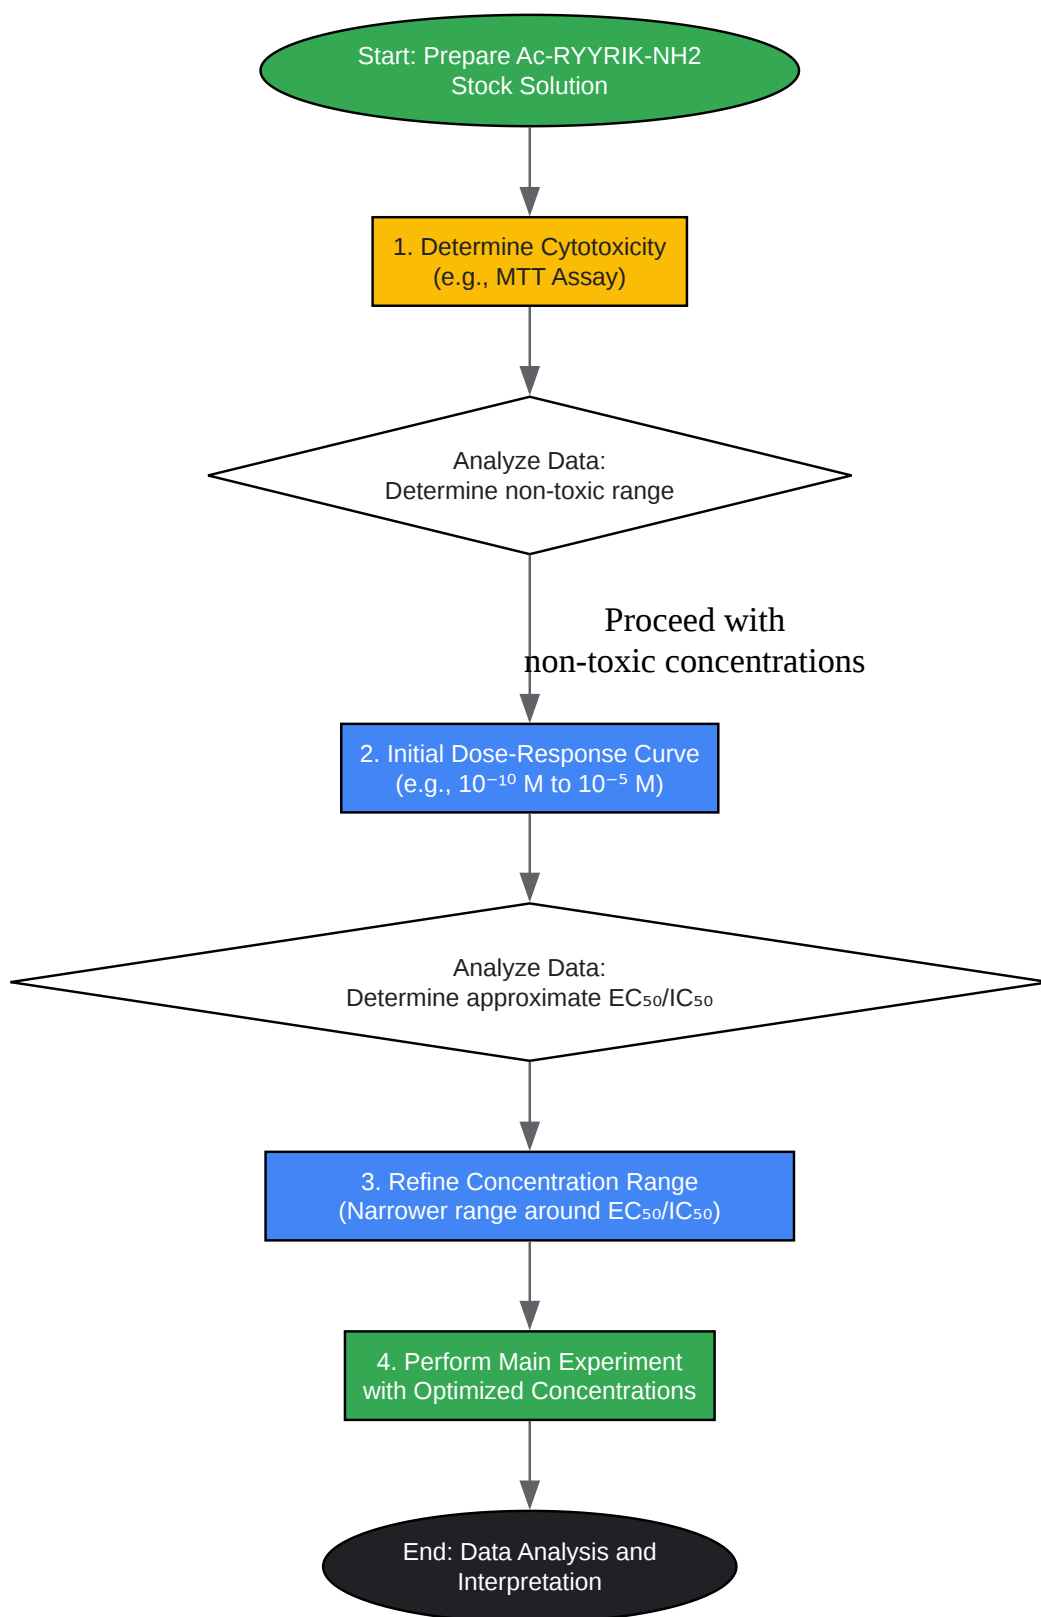 Start: Prepare Ac-RYYRIK-NH2
Stock Solution
1. Determine Cytotoxicity
(e.g., MTT Assay)
Analyze Data:
Determine non-toxic range
Proceed with
non-toxic concentrations
2. Initial Dose-Response Curve
(e.g., 10⁻¹⁰ M to 10⁻⁵ M)
Analyze Data:
Determine approximate EC₅₀/IC₅₀
3. Refine Concentration Range
(Narrower range around EC₅₀/IC₅₀)
4. Perform Main Experiment
with Optimized Concentrations
End: Data Analysis and
Interpretation